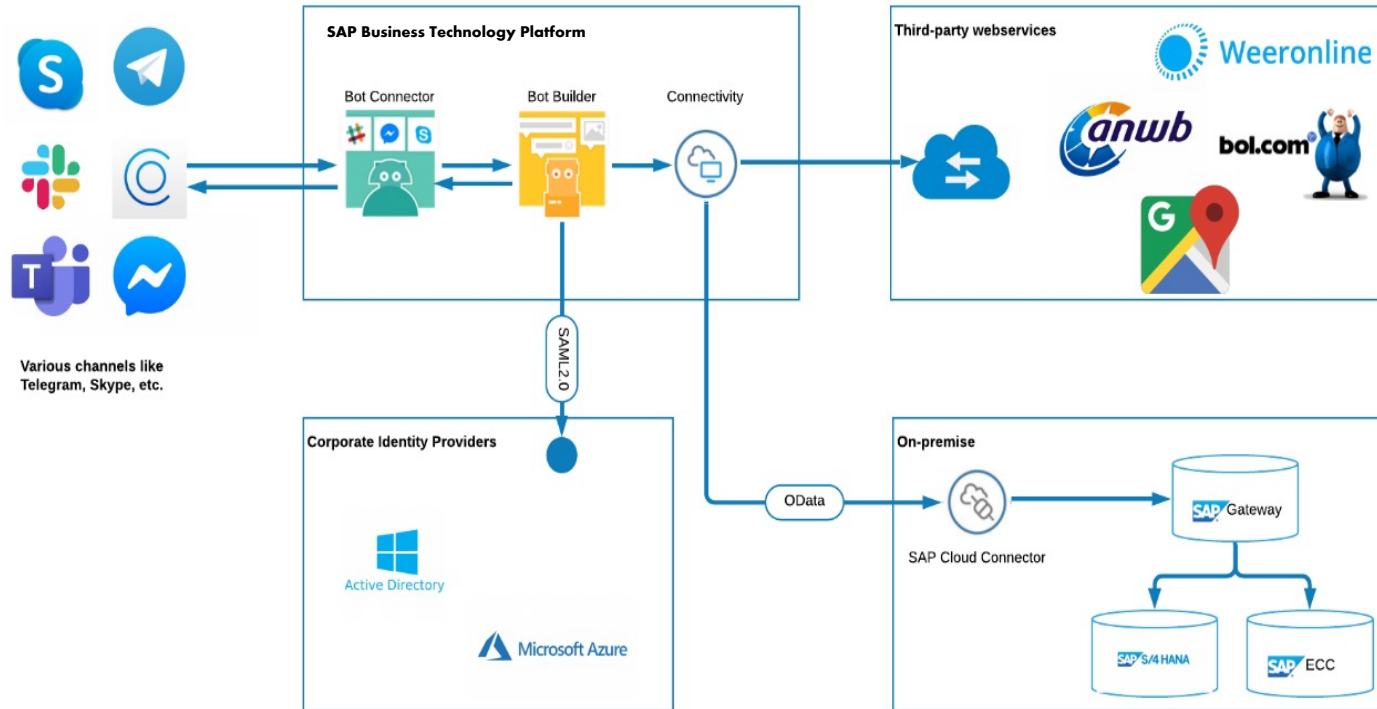 SAP Business Technology Platform
Third-party webservices
Weeronline
S
Bot Connector
Bot Builder
Connectivity
anwb
bol.com
G
T
SAML2.0
Various channels like
Telegram, Skype, etc.
Corporate Identity Providers
On-premise
OData
SAP Gateway
SAP Cloud Connector
Active Directory
Microsoft Azure
SAP S/4 HANA
SAP ECC